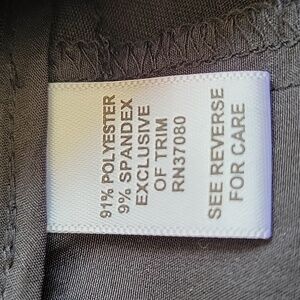 91% POLYESTER
9% SPANDEX
EXCLUSIVE
OF TRIM
RN37080
SEE REVERSE
FOR CARE